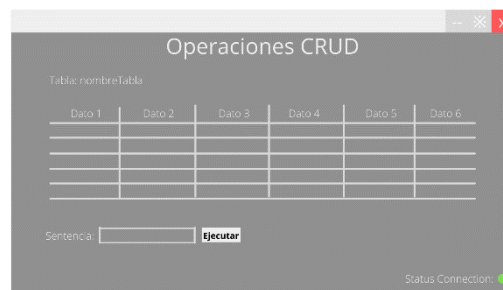 Operaciones CRUD
Tabla: nombreTabla
Dato 1 Dato 2 Dato 3 Dato 4 Dato 5 Dato 6
Sentencia: Ejecutar
Status Connection: